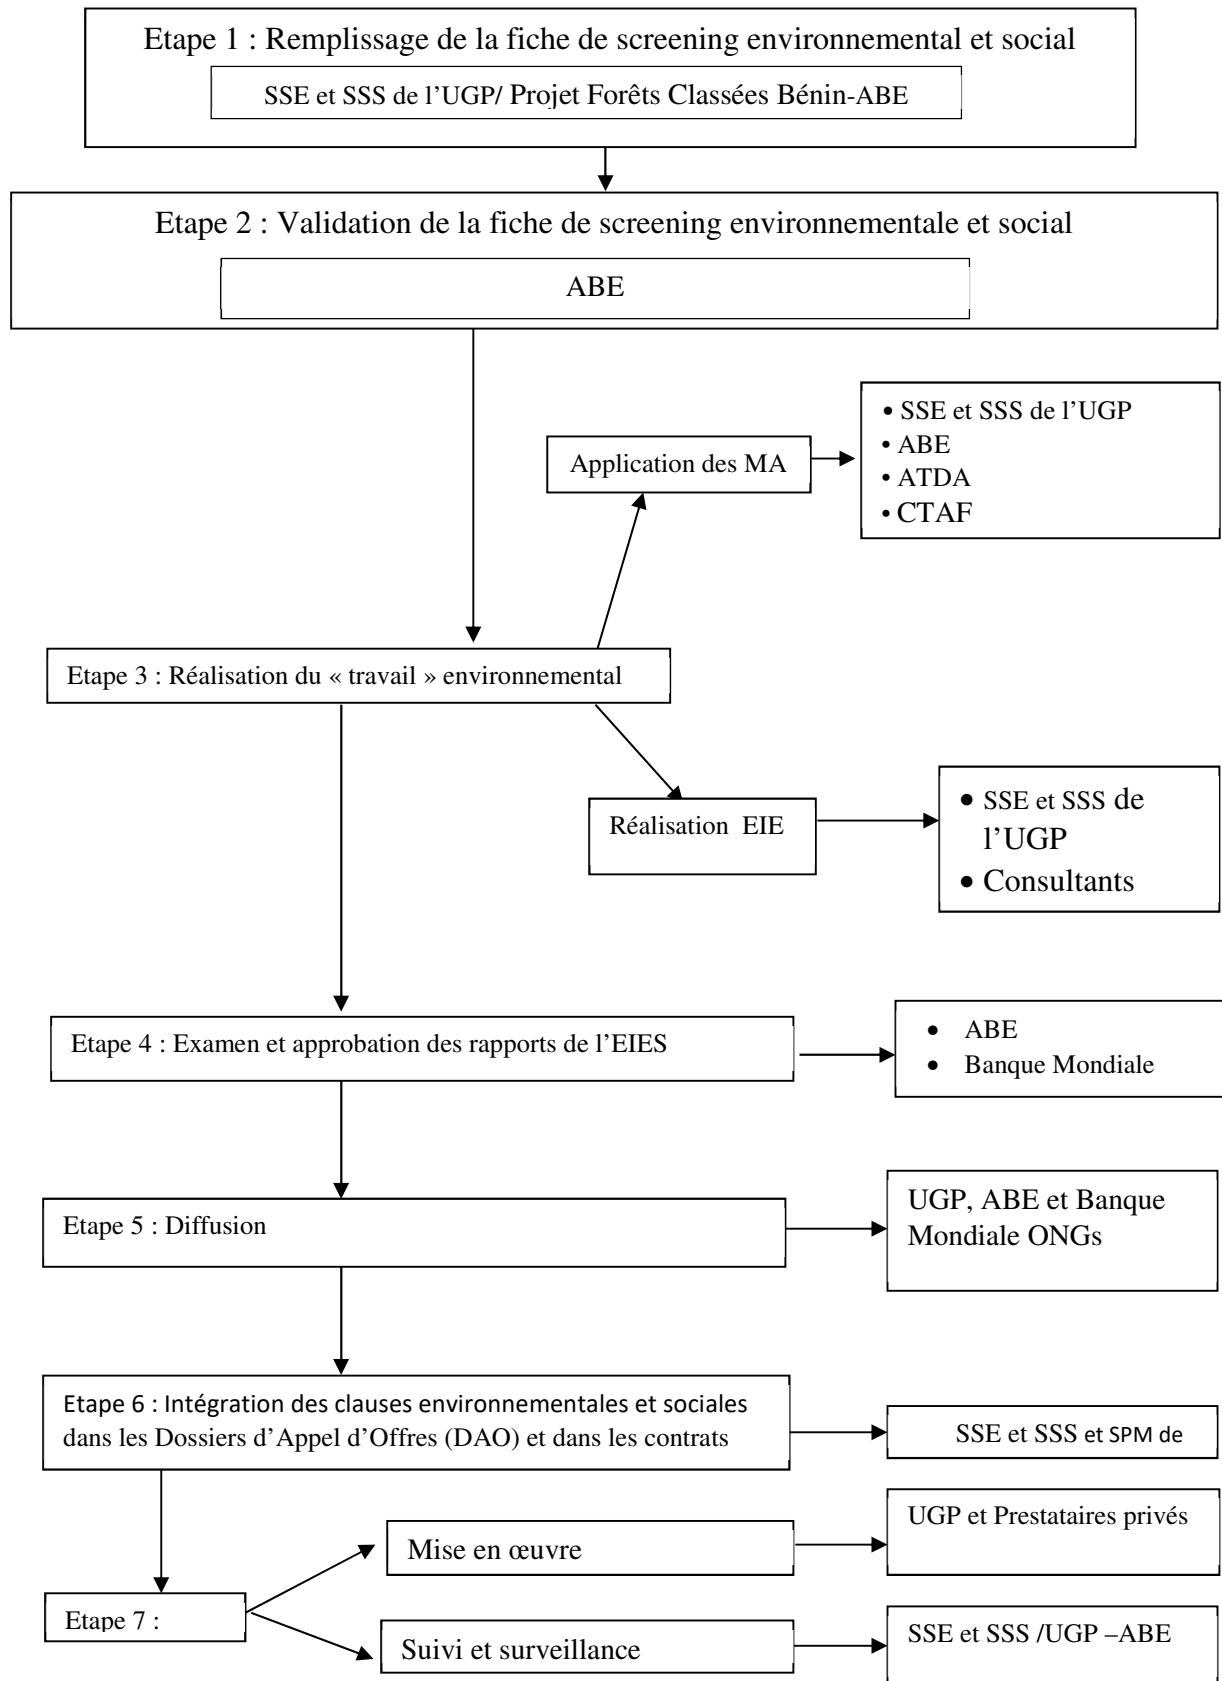 Etape 1 : Remplissage de la fiche de screening environnemental et social
SSE et SSS de l’UGP/ Projet Forêts Classées Bénin-ABE
Etape 2 : Validation de la fiche de screening environnementale et social
ABE
• SSE et SSS de l’UGP
• ABE
• ATDA
• CTAF
Application des MA
Etape 3 : Réalisation du « travail » environnemental
Réalisation EIE
• SSE et SSS de
l’UGP
• Consultants
Etape 4 : Examen et approbation des rapports de l’EIES
• ABE
• Banque Mondiale
Etape 5 : Diffusion
UGP, ABE et Banque
Mondiale ONGs
Etape 6 : Intégration des clauses environnementales et sociales
dans les Dossiers d’Appel d’Offres (DAO) et dans les contrats
SSE et SSS et SPM de
Etape 7 :
Mise en œuvre
UGP et Prestataires privés
Suivi et surveillance
SSE et SSS /UGP –ABE